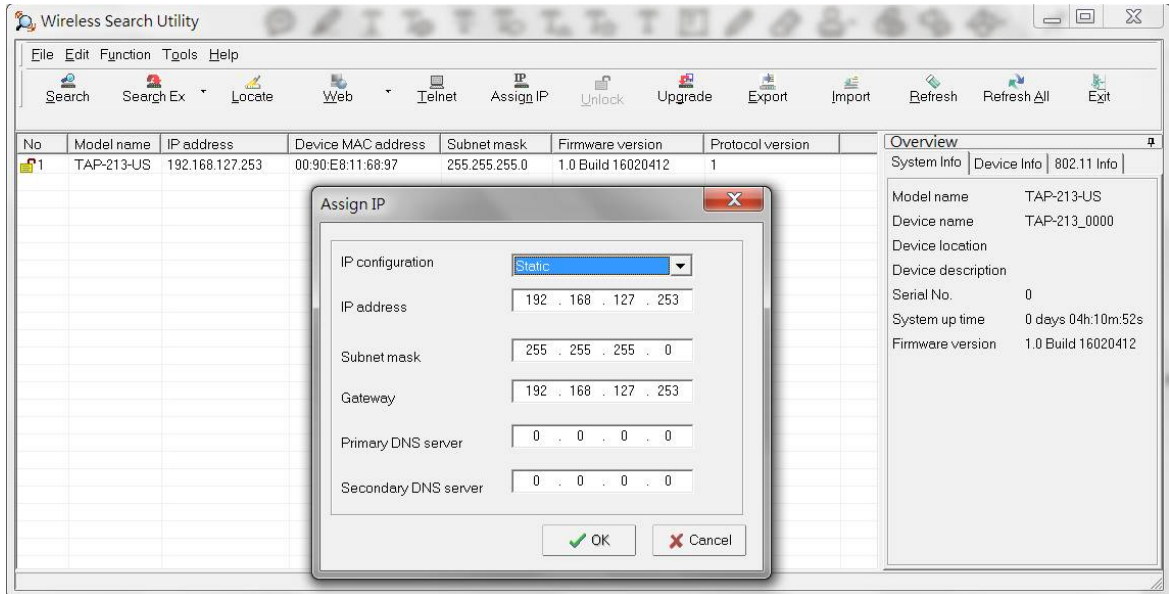 Wireless Search Utility
File Edit Function Tools Help
Search Search Ex Locate Web Telnet Assign IP Unlock Upgrade Export Import Refresh Refresh All Exit
No Model name IP address Device MAC address Subnet mask Firmware version Protocol version
1 TAP-213-US 192.168.127.253 00:90:E8:11:68:97 255.255.255.0 1.0 Build 16020412 1
Assign IP
IP configuration Static
IP address 192 . 168 . 127 . 253
Subnet mask 255 . 255 . 255 . 0
Gateway 192 . 168 . 127 . 253
Primary DNS server 0 . 0 . 0 . 0
Secondary DNS server 0 . 0 . 0 . 0
OK Cancel
Overview
System Info Device Info 802.11 Info
Model name TAP-213-US
Device name TAP-213_0000
Device location
Device description
Serial No. 0
System up time 0 days 04h:10m:52s
Firmware version 1.0 Build 16020412